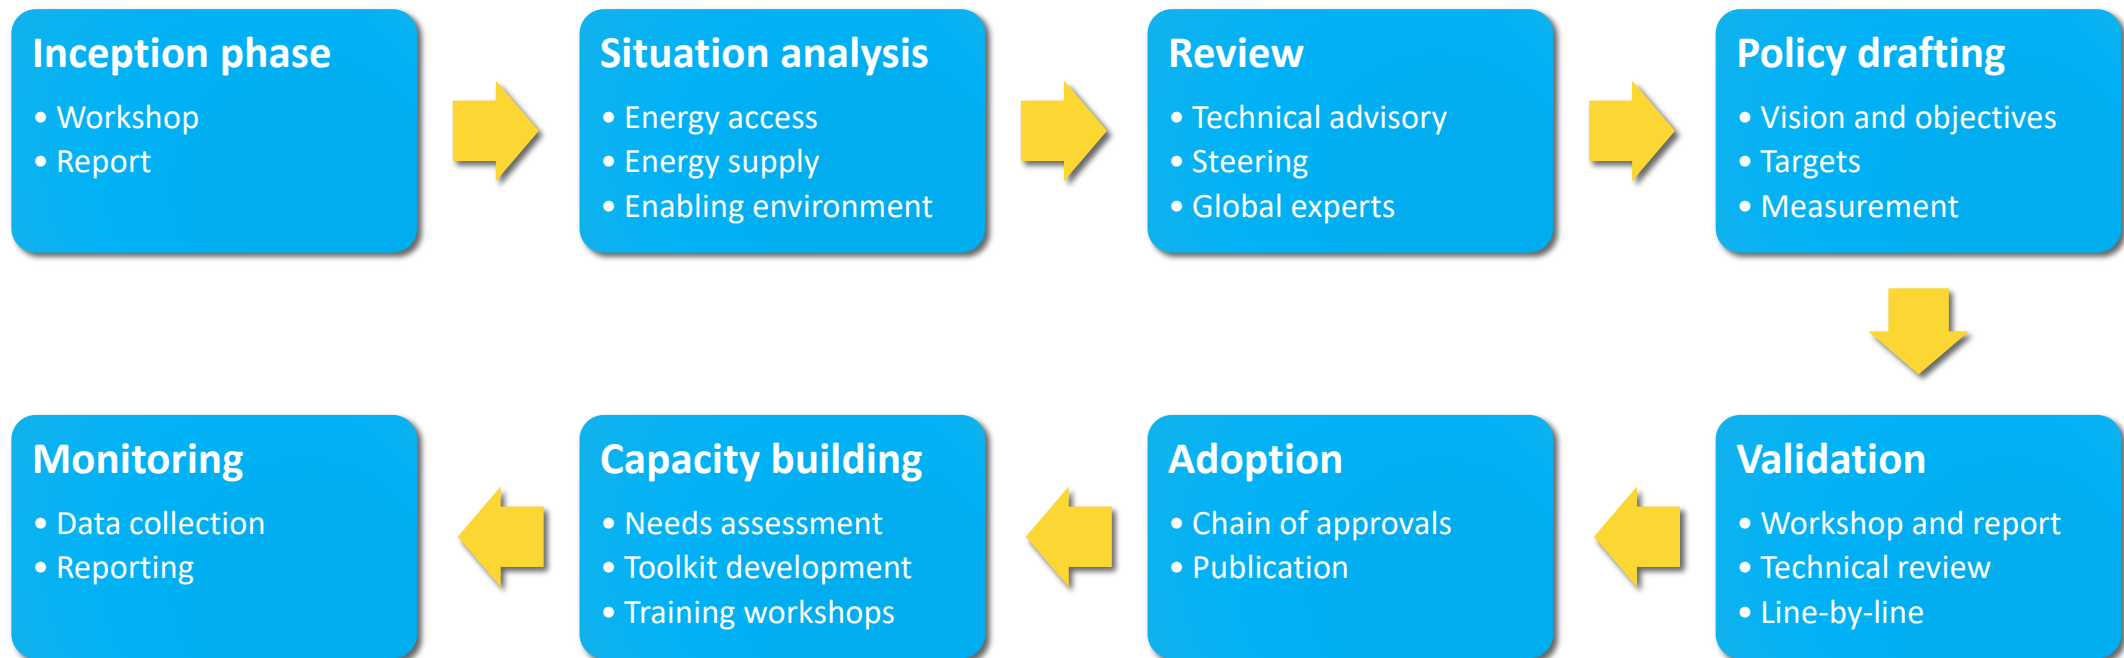 Inception phase
• Workshop
• Report
Situation analysis
• Energy access
• Energy supply
• Enabling environment
Review
• Technical advisory
• Steering
• Global experts
Policy drafting
• Vision and objectives
• Targets
• Measurement
Validation
• Workshop and report
• Technical review
• Line-by-line
Adoption
• Chain of approvals
• Publication
Capacity building
• Needs assessment
• Toolkit development
• Training workshops
Monitoring
• Data collection
• Reporting